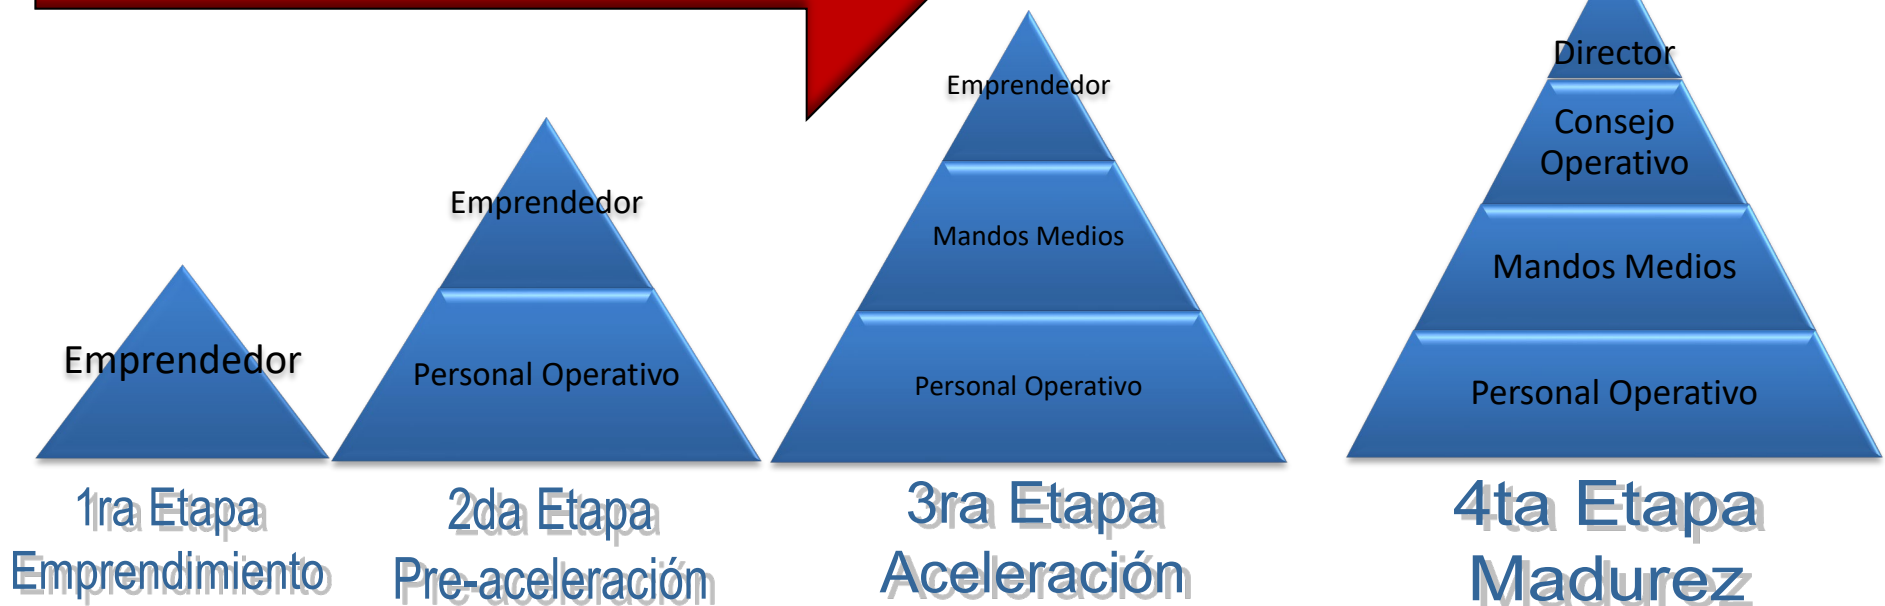 Emprendedor
1ra Etapa
Emprendimiento
Emprendedor
Personal Operativo
2da Etapa
Pre-aceleración
Emprendedor
Mandos Medios
Personal Operativo
3ra Etapa
Aceleración
Director
Consejo
Operativo
Mandos Medios
Personal Operativo
4ta Etapa
Madurez